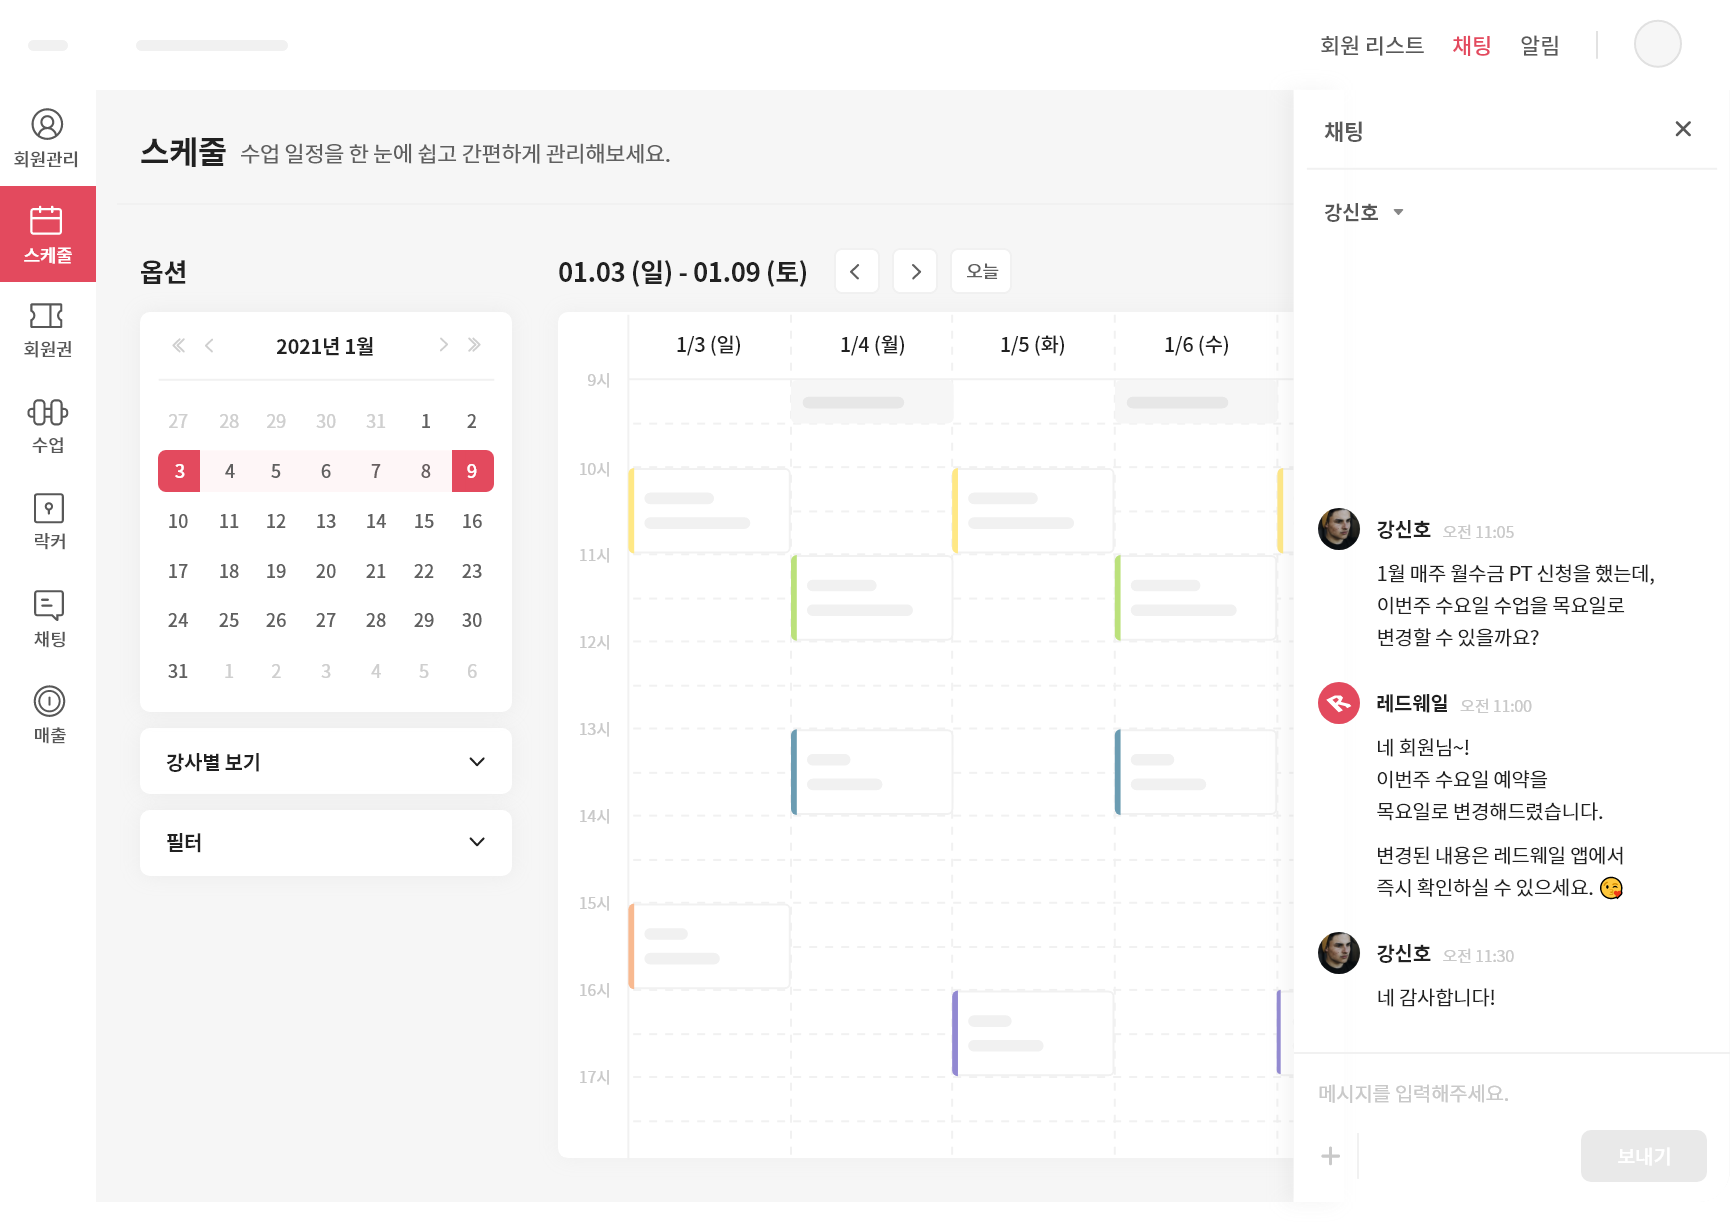 회원 리스트 채팅 알림
회원관리
스케줄
회원권
수업
락커
채팅
매출
스케줄 수업 일정을 한 눈에 쉽고 간편하게 관리해보세요.
옵션
2021년 1월
27 28 29 30 31 1 2
3 4 5 6 7 8 9
10 11 12 13 14 15 16
17 18 19 20 21 22 23
24 25 26 27 28 29 30
31 1 2 3 4 5 6
강사별 보기
필터
01.03 (일) - 01.09 (토)
오늘
1/3 (일) 1/4 (월) 1/5 (화) 1/6 (수)
9시
10시
11시
12시
13시
14시
15시
16시
17시
채팅
강신호
강신호 오전 11:05
1월 매주 월수금 PT 신청을 했는데,
이번주 수요일 수업을 목요일로
변경할 수 있을까요?
레드웨일 오전 11:00
네 회원님~!
이번주 수요일 예약을
목요일로 변경해드렸습니다.
변경된 내용은 레드웨일 앱에서
즉시 확인하실 수 있으세요. 😘
강신호 오전 11:30
네 감사합니다!
메시지를 입력해주세요.
보내기